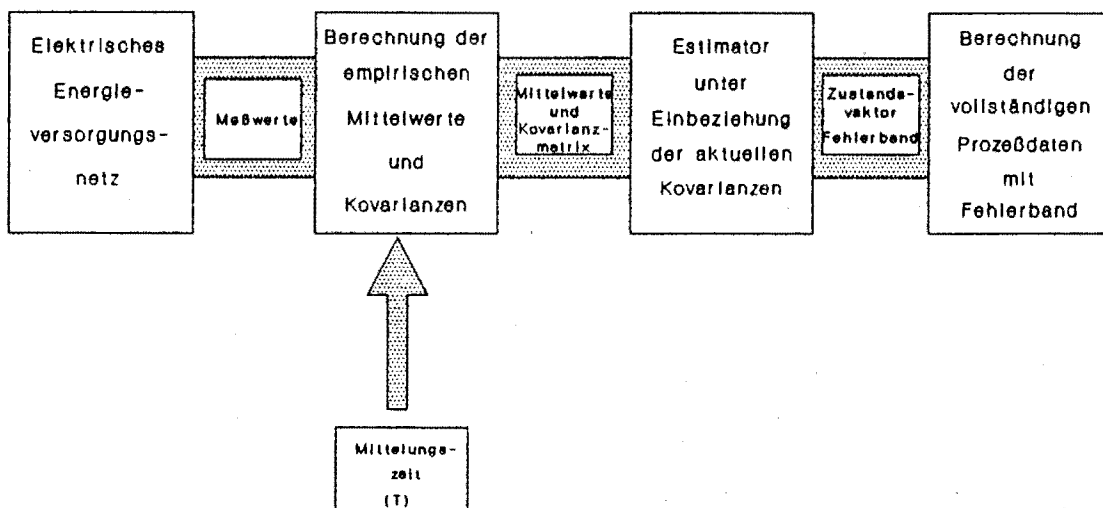 Elektrisches
Energie-
versorgungs-
netz
Meßwerte
Berechnung der
empirischen
Mittelwerte
und
Kovarianzen
Mittelwerte
und
Kovarianz-
matrix
Estimator
unter
Einbeziehung
der aktuellen
Kovarianzen
Zustands-
vektor
Fehlerband
Berechnung
der
vollständigen
Prozeßdaten
mit
Fehlerband
Mittelungs-
zeit
(T)